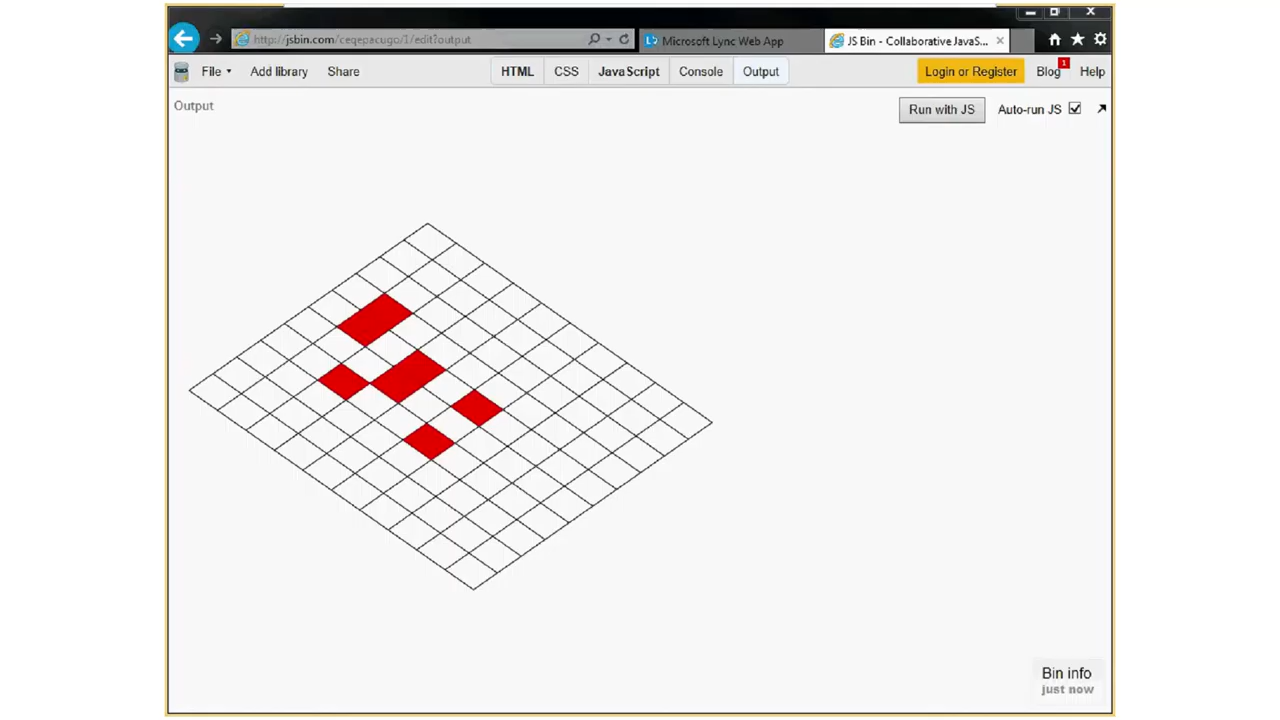 http://jsbin.com/ceqepacugo/1/edit?output
Microsoft Lync Web App
JS Bin - Collaborative JavaS...
File
Add library
Share
HTML
CSS
JavaScript
Console
Output
Login or Register
Blog
1
Help
Output
Run with JS
Auto-run JS
Bin info
just now